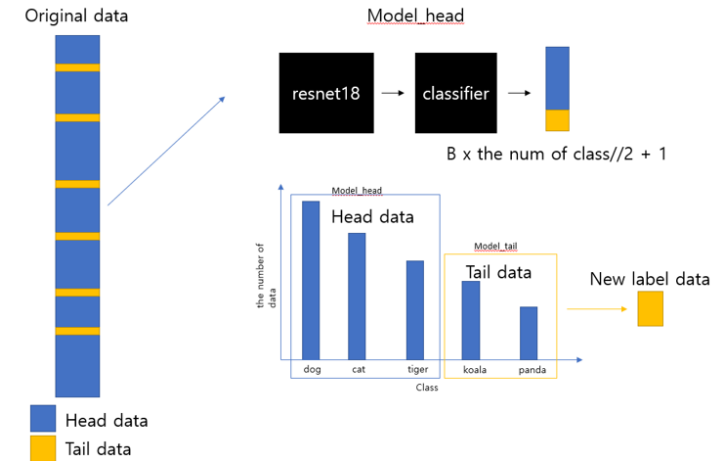 Original data
Model_head
resnet18
classifier
B x the num of class//2 + 1
Model_head
Head data
Model_tail
Tail data
the number of
data
dog
cat
tiger
koala
panda
Class
New label data
Head data
Tail data